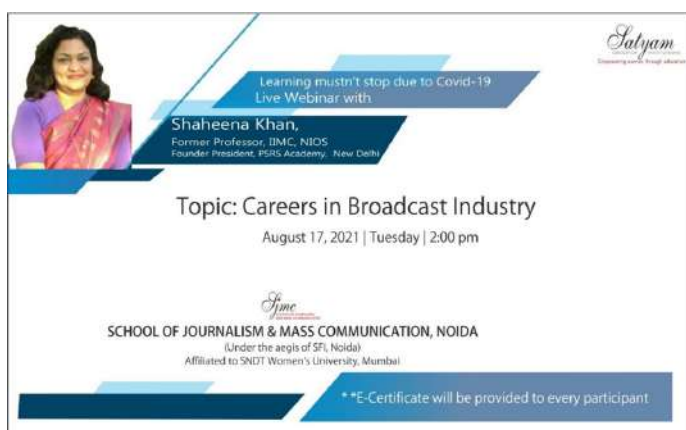 Satyam
Learning mustn't stop due to Covid-19
Live Webinar with
Shaheena Khan,
Former Professor, IIMC, NIOS
Founder President, PSRS Academy, New Delhi
Topic: Careers in Broadcast Industry
August 17, 2021 | Tuesday | 2:00 pm
Sjmc
SCHOOL OF JOURNALISM & MASS COMMUNICATION, NOIDA
(Under the aegis of SFI, Noida)
Affiliated to SNDT Women's University, Mumbai
**E-Certificate will be provided to every participant